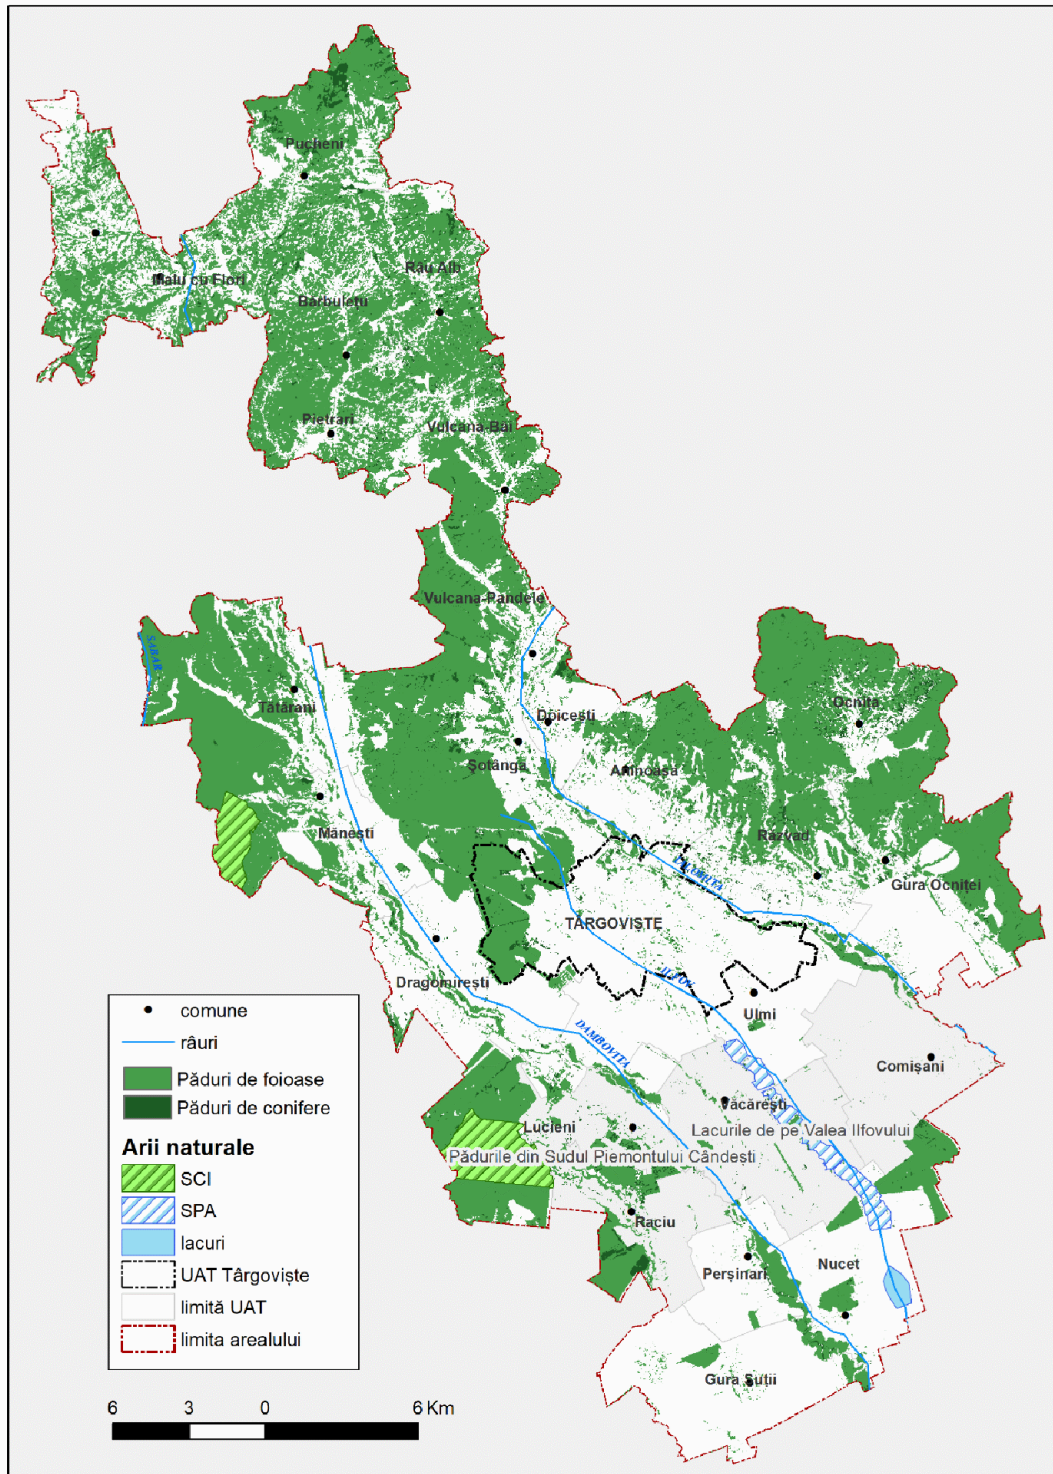 Pucheni
Malu cu Flori
Râu Alb
Bărbulețu
Pietrari
Vulcana-Băi
Vulcana-Pandele
SABAR
Tătărani
Ocnița
Doicești
Șotânga
Aninoasa
Mănești
Răzvad
IALOMIȚA
Gura Ocniței
TÂRGOVIȘTE
ILFOV
Dragomirești
Ulmi
DAMBOVITA
Comișani
Văcărești
Lucieni
Lacurile de pe Valea Ilfovului
Pădurile din Sudul Piemontului Cândești
Raciu
Perșinari
Nucet
Gura Șuții
comune
râuri
Păduri de foioase
Păduri de conifere
Arii naturale
SCI
SPA
lacuri
UAT Târgoviște
limită UAT
limita arealului
6 3 0 6 Km